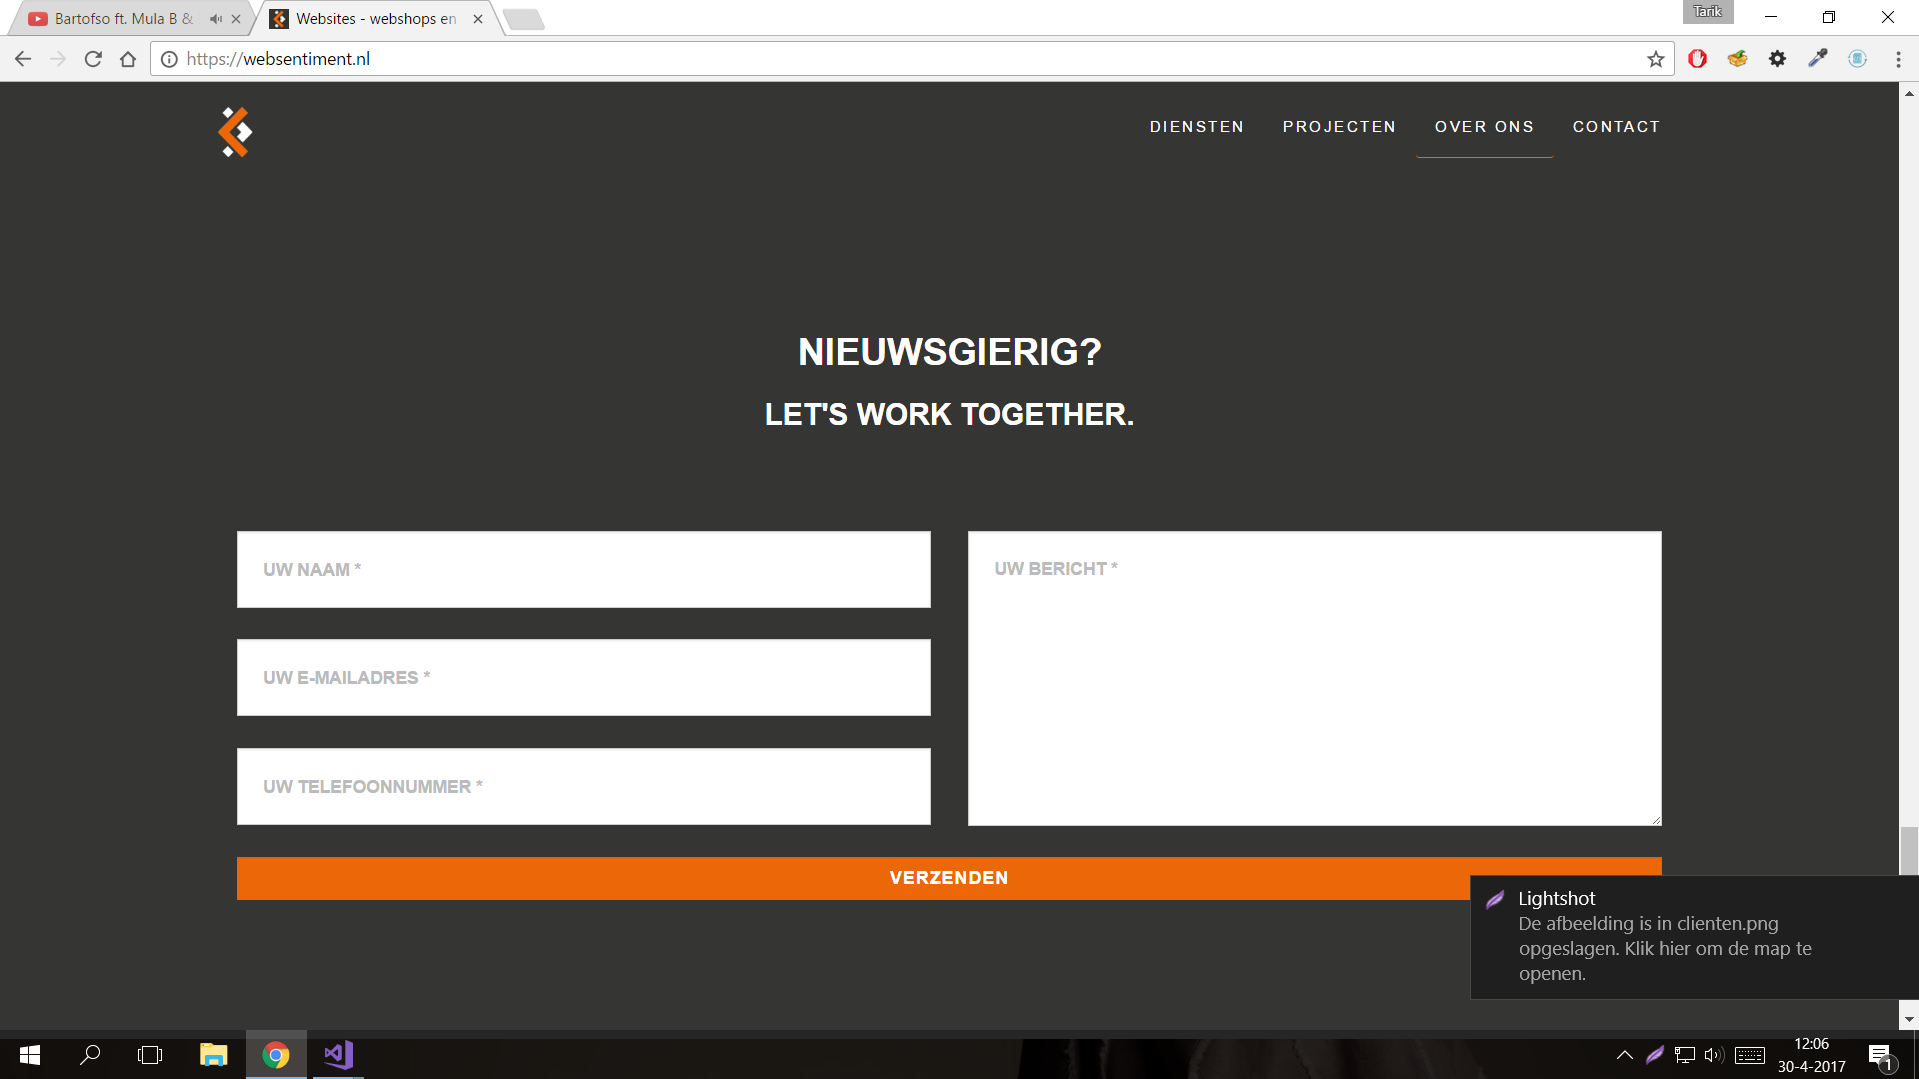 Bartofso ft. Mula B &
Websites - webshops en
Tarik
https://websentiment.nl
DIENSTEN
PROJECTEN
OVER ONS
CONTACT
NIEUWSGIERIG?
LET'S WORK TOGETHER.
UW NAAM *
UW BERICHT *
UW E-MAILADRES *
UW TELEFOONNUMMER *
VERZENDEN
Lightshot
De afbeelding is in clienten.png
opgeslagen. Klik hier om de map te
openen.
12:06
30-4-2017
1